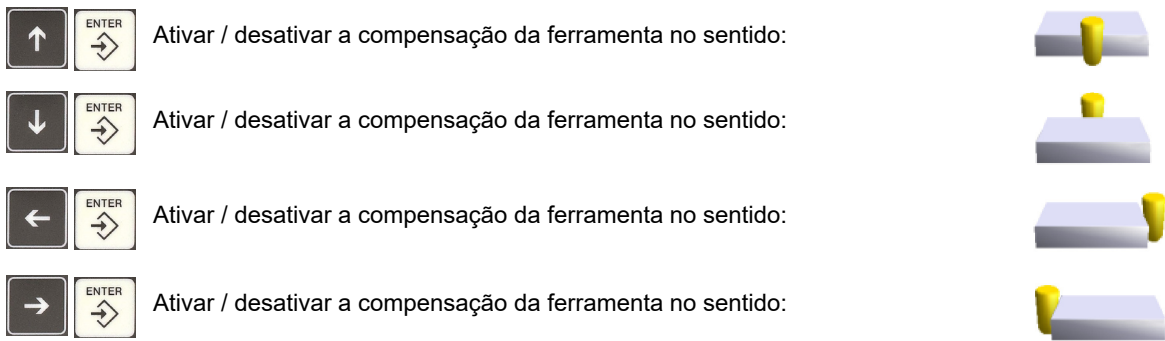 ↑ ENTER Ativar / desativar a compensação da ferramenta no sentido:
↓ ENTER Ativar / desativar a compensação da ferramenta no sentido:
← ENTER Ativar / desativar a compensação da ferramenta no sentido:
→ ENTER Ativar / desativar a compensação da ferramenta no sentido: